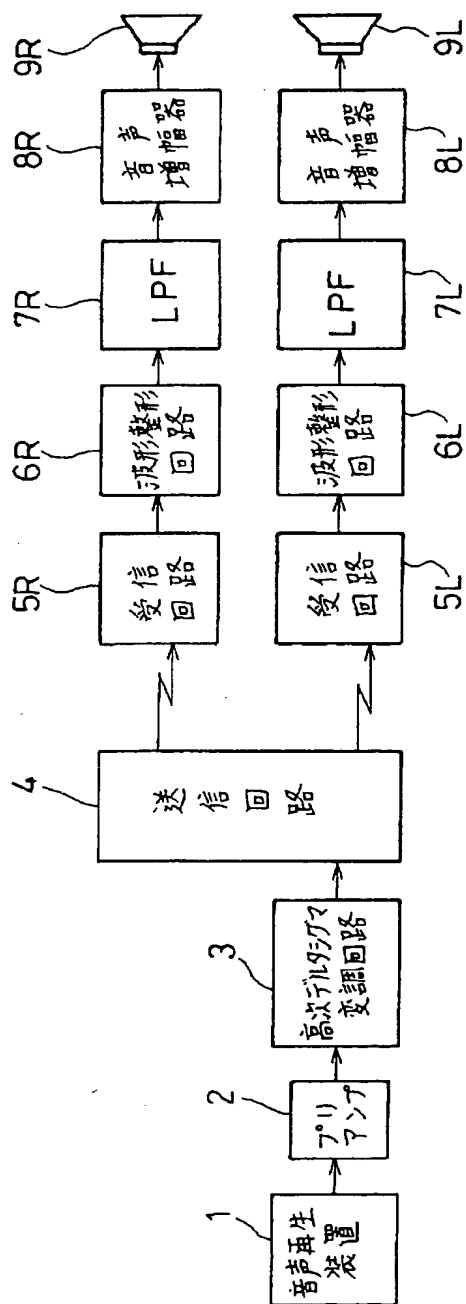 1
音声再生
装置
2
プリ
アンプ
3
高次デルタシグマ
変調回路
4
送信回路
5R
受信
回路
6R
波形整形
回路
7R
LPF
8R
音声
増幅器
9R
5L
受信
回路
6L
波形整形
回路
7L
LPF
8L
音声
増幅器
9L